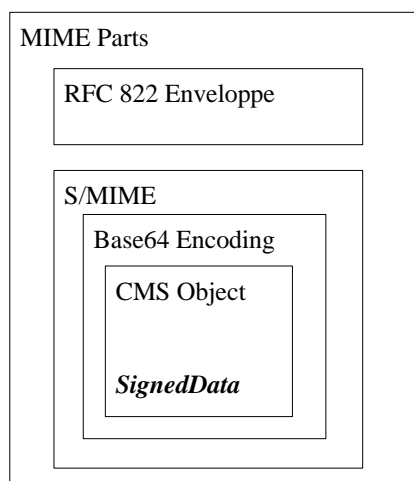 MIME Parts
RFC 822 Enveloppe
S/MIME
Base64 Encoding
CMS Object
SignedData